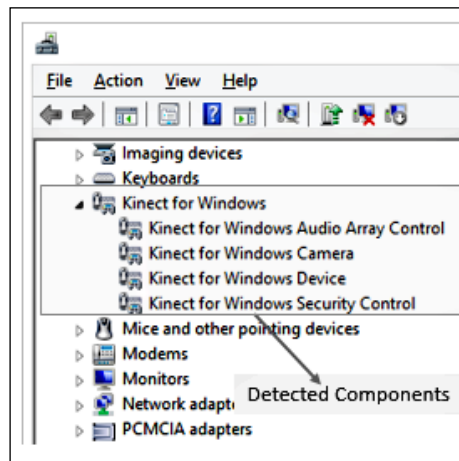 File Action View Help
Imaging devices
Keyboards
Kinect for Windows
Kinect for Windows Audio Array Control
Kinect for Windows Camera
Kinect for Windows Device
Kinect for Windows Security Control
Mice and other pointing devices
Modems
Monitors
Network adapte
PCMCIA adapters
Detected Components